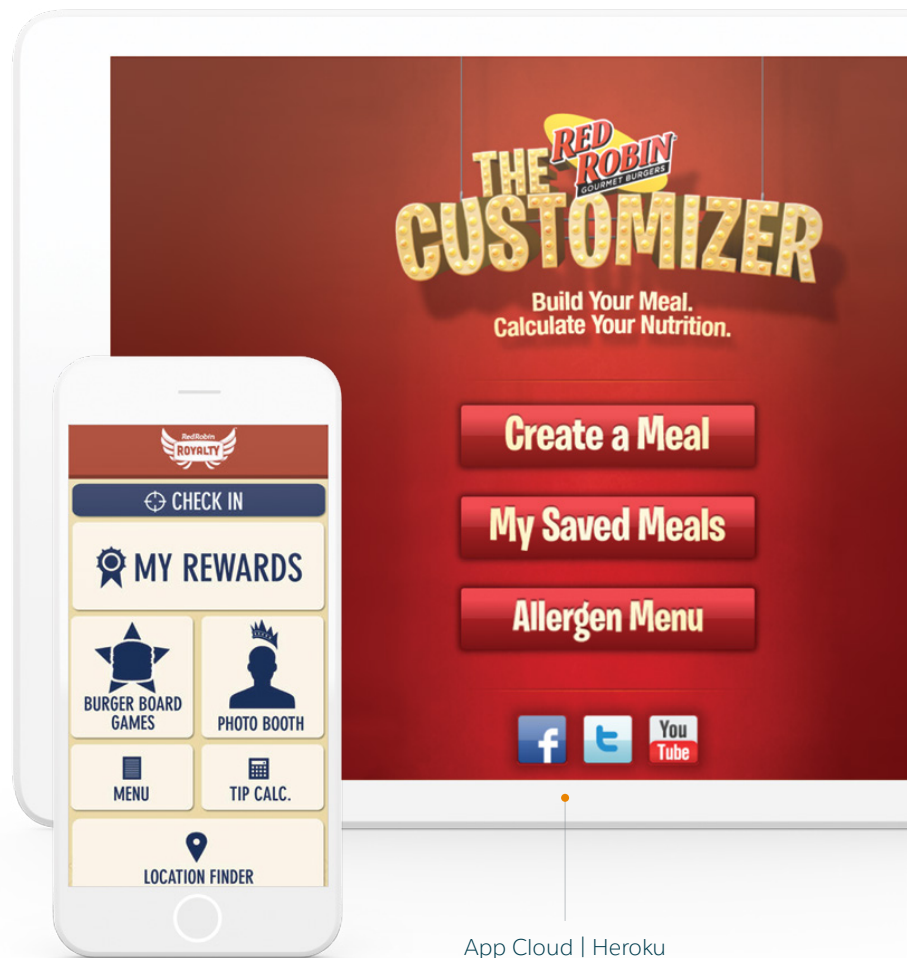 THE
RED
ROBIN
GOURMET BURGERS
CUSTOMIZER
Build Your Meal.
Calculate Your Nutrition.
Create a Meal
My Saved Meals
Allergen Menu
f
t
You
Tube
RedRobin
ROYALTY
CHECK IN
MY REWARDS
BURGER BOARD
GAMES
PHOTO BOOTH
MENU
TIP CALC.
LOCATION FINDER
App Cloud | Heroku